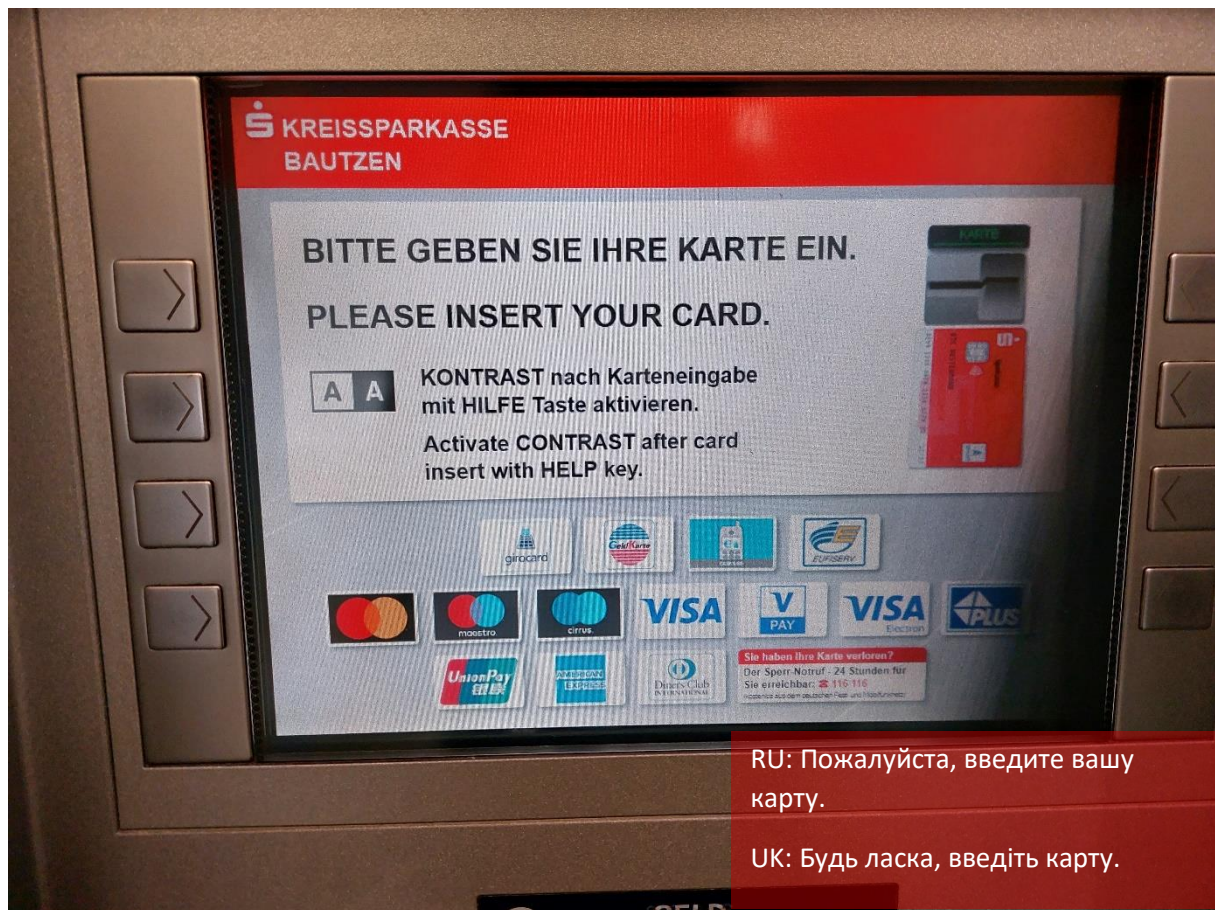 KREISSPARKASSE
BAUTZEN
BITTE GEBEN SIE IHRE KARTE EIN.
PLEASE INSERT YOUR CARD.
KARTE
A A
KONTRAST nach Karteneingabe
mit HILFE Taste aktivieren.
Activate CONTRAST after card
insert with HELP key.
girocard
GeldKarte
EUFISERV
maestro
cirrus
VISA
V PAY
VISA Electron
PLUS
UnionPay
银联
AMERICAN EXPRESS
Diners Club
INTERNATIONAL
Sie haben Ihre Karte verloren?
Der Sperr-Notruf - 24 Stunden für
Sie erreichbar: 116 116
RU: Пожалуйста, введите вашу
карту.
UK: Будь ласка, введіть карту.